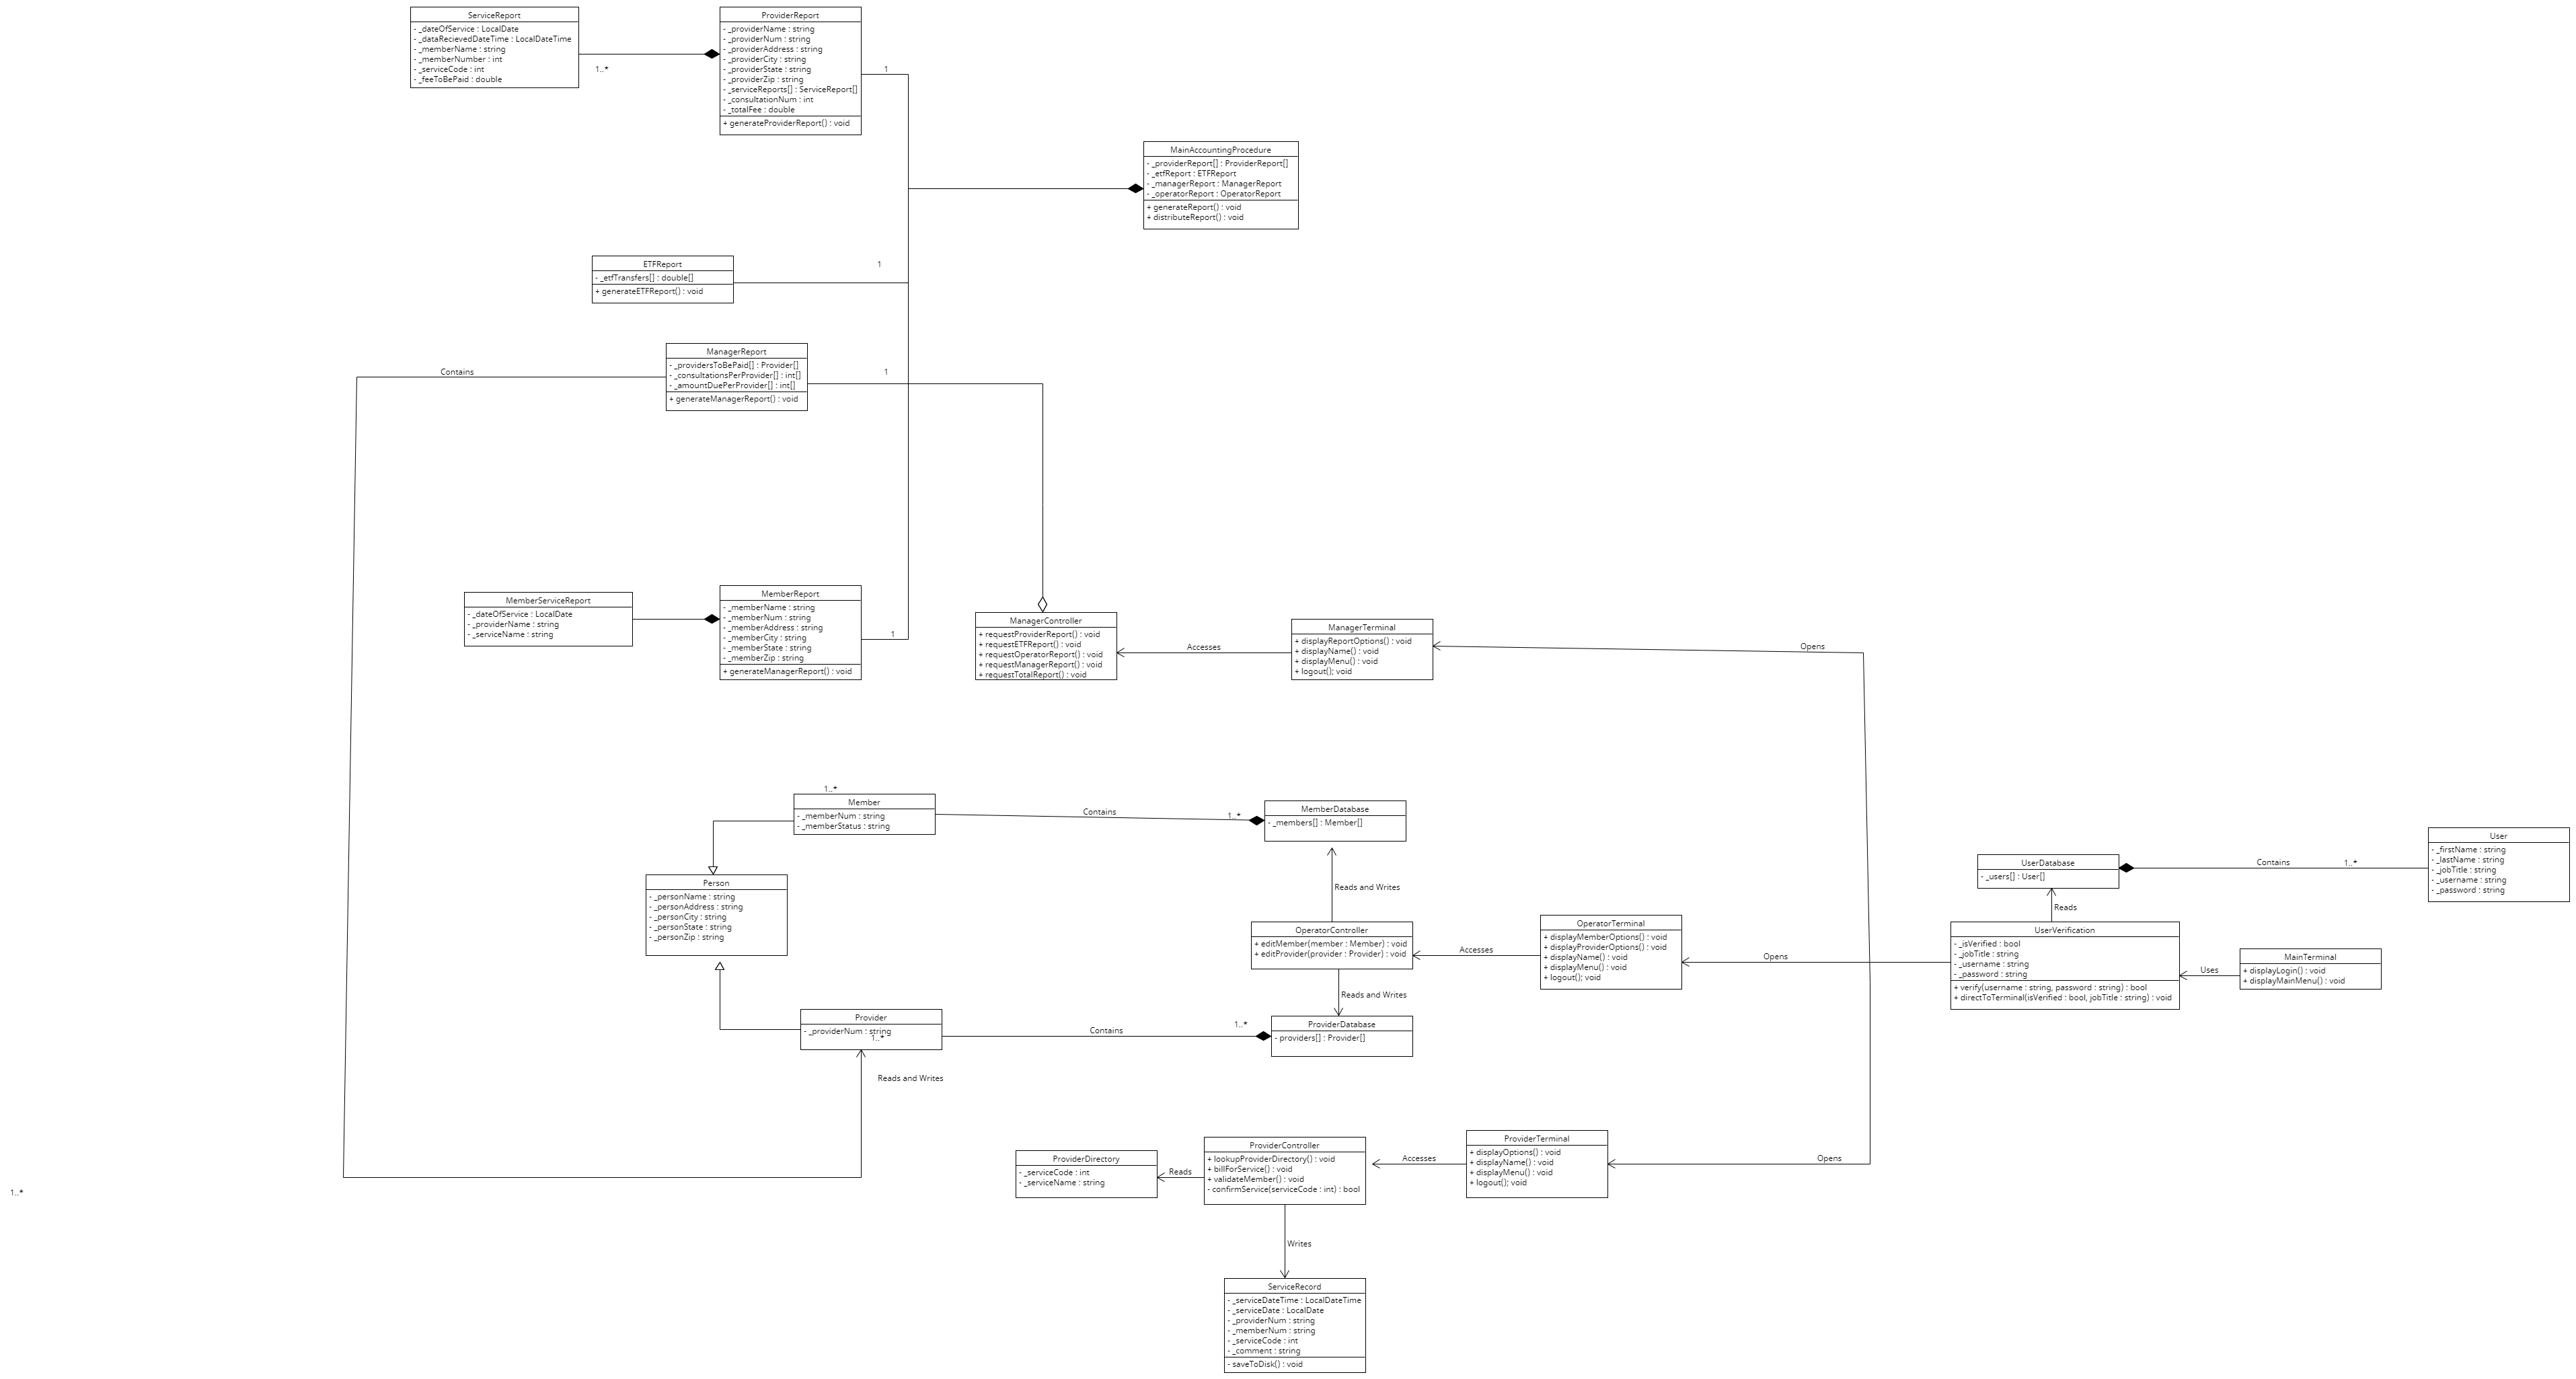 ServiceReport
- _dateOfService : LocalDate
- _dataRecievedDateTime : LocalDateTime
- _memberName : string
- _memberNumber : int
- _serviceCode : int
- _feeToBePaid : double
1..*
ProviderReport
- _providerName : string
- _providerNum : string
- _providerAddress : string
- _providerCity : string
- _providerState : string
- _providerZip : string
- _serviceReports[] : ServiceReport[]
- _consultationNum : int
- _totalFee : double
+ generateProviderReport() : void
1
MainAccountingProcedure
- _providerReport[] : ProviderReport[]
- _etfReport : ETFReport
- _managerReport : ManagerReport
- _operatorReport : OperatorReport
+ generateReport() : void
+ distributeReport() : void
ETFReport
- _etfTransfers[] : double[]
+ generateETFReport() : void
1
ManagerReport
- _providersToBePaid[] : Provider[]
- _consultationsPerProvider[] : int[]
- _amountDuePerProvider[] : int[]
+ generateManagerReport() : void
Contains
1
MemberServiceReport
- _dateOfService : LocalDate
- _providerName : string
- _serviceName : string
MemberReport
- _memberName : string
- _memberNum : string
- _memberAddress : string
- _memberCity : string
- _memberState : string
- _memberZip : string
+ generateManagerReport() : void
1
ManagerController
+ requestProviderReport() : void
+ requestETFReport() : void
+ requestOperatorReport() : void
+ requestManagerReport() : void
+ requestTotalReport() : void
Accesses
ManagerTerminal
+ displayReportOptions() : void
+ displayName() : void
+ displayMenu() : void
+ logout(); void
Opens
1..*
Member
- _memberNum : string
- _memberStatus : string
Contains
1..*
MemberDatabase
- _members[] : Member[]
Person
- _personName : string
- _personAddress : string
- _personCity : string
- _personState : string
- _personZip : string
Reads and Writes
OperatorController
+ editMember(member : Member) : void
+ editProvider(provider : Provider) : void
Accesses
OperatorTerminal
+ displayMemberOptions() : void
+ displayProviderOptions() : void
+ displayName() : void
+ displayMenu() : void
+ logout(); void
Opens
UserDatabase
- _users[] : User[]
Contains
1..*
User
- _firstName : string
- _lastName : string
- _jobTitle : string
- _username : string
- _password : string
Reads
UserVerification
- _isVerified : bool
- _jobTitle : string
- _username : string
- _password : string
+ verify(username : string, password : string) : bool
+ directToTerminal(isVerified : bool, jobTitle : string) : void
Uses
MainTerminal
+ displayLogin() : void
+ displayMainMenu() : void
Reads and Writes
Provider
- _providerNum : string
1..*
Contains
1..*
ProviderDatabase
- providers[] : Provider[]
Reads and Writes
ProviderDirectory
- _serviceCode : int
- _serviceName : string
Reads
ProviderController
+ lookupProviderDirectory() : void
+ billForService() : void
+ validateMember() : void
- confirmService(serviceCode : int) : bool
Accesses
ProviderTerminal
+ displayOptions() : void
+ displayName() : void
+ displayMenu() : void
+ logout(); void
Opens
1..*
Writes
ServiceRecord
- _serviceDateTime : LocalDateTime
- _serviceDate : LocalDate
- _providerNum : string
- _memberNum : string
- _serviceCode : int
- _comment : string
- saveToDisk() : void